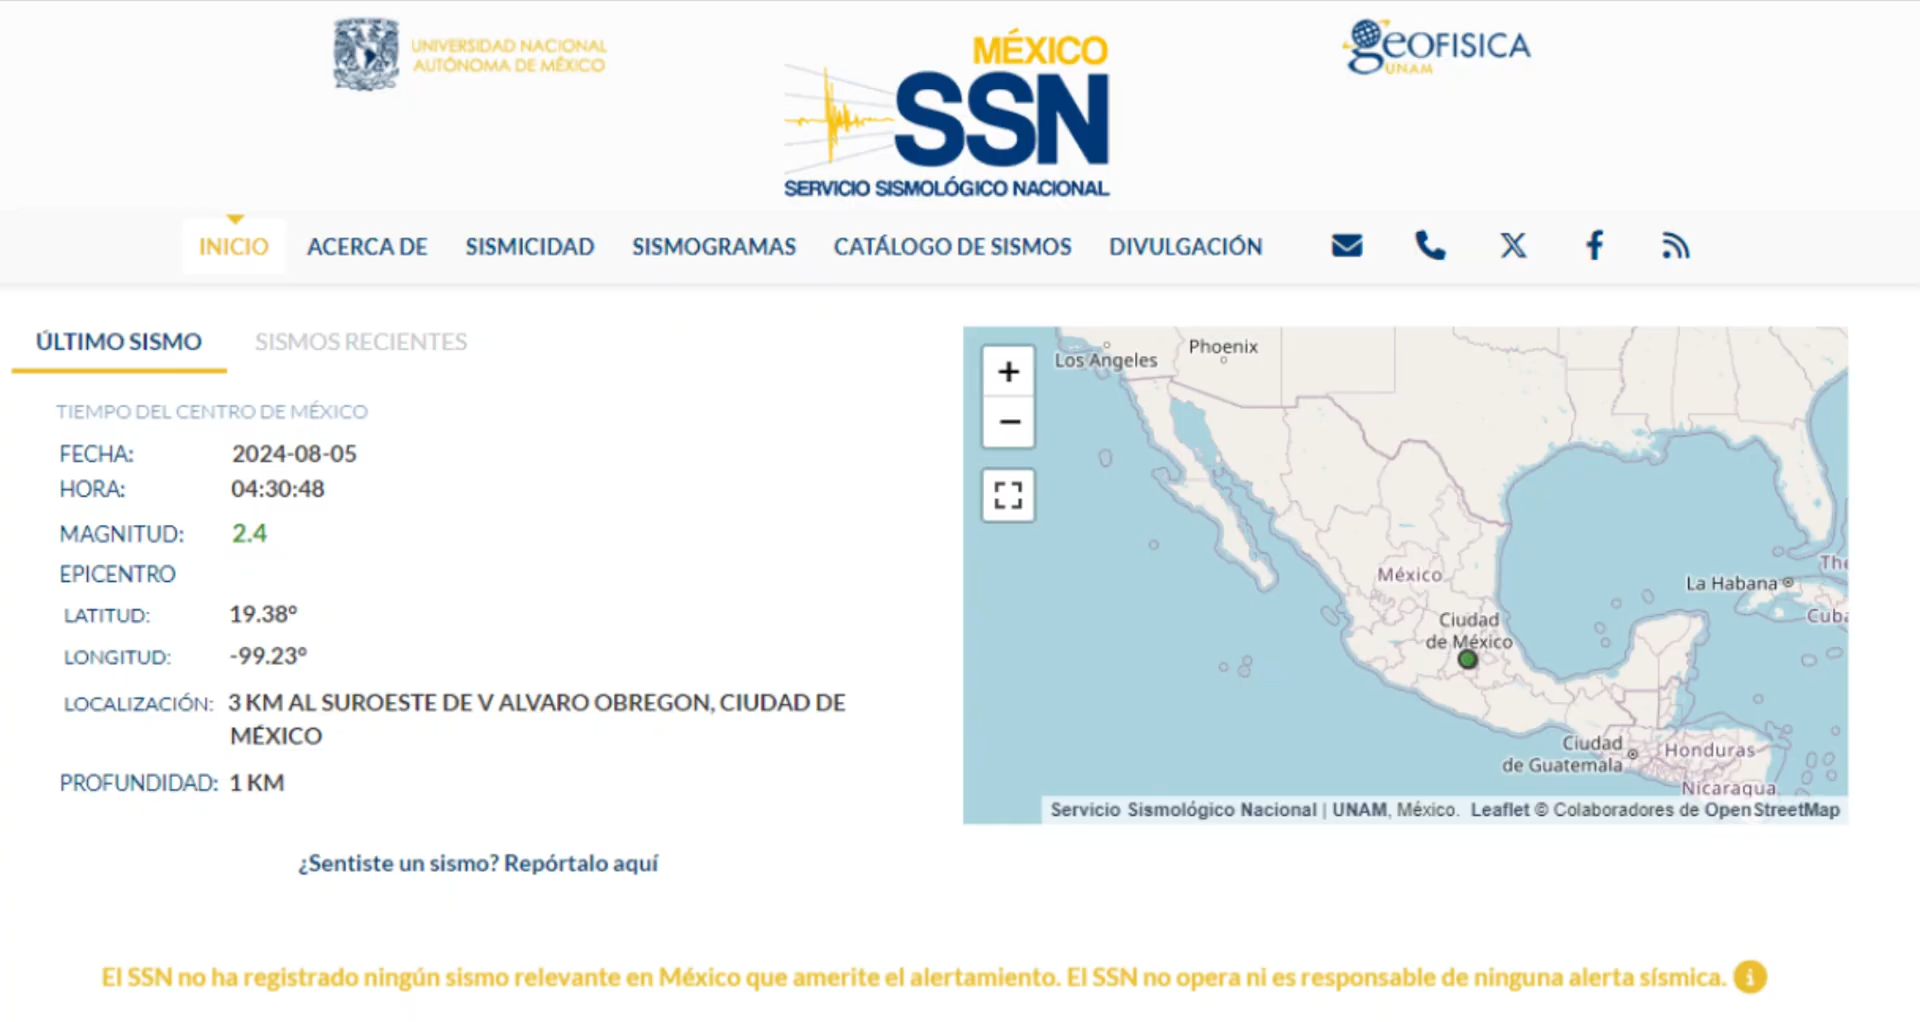 UNIVERSIDAD NACIONAL
AUTÓNOMA DE MÉXICO
MÉXICO
SSN
SERVICIO SISMOLÓGICO NACIONAL
geOFISICA
UNAM
INICIO
ACERCA DE
SISMICIDAD
SISMOGRAMAS
CATÁLOGO DE SISMOS
DIVULGACIÓN
ÚLTIMO SISMO
SISMOS RECIENTES
TIEMPO DEL CENTRO DE MÉXICO
FECHA: 2024-08-05
HORA: 04:30:48
MAGNITUD: 2.4
EPICENTRO
LATITUD: 19.38°
LONGITUD: -99.23°
LOCALIZACIÓN: 3 KM AL SUROESTE DE V ALVARO OBREGON, CIUDAD DE
MÉXICO
PROFUNDIDAD: 1 KM
¿Sentiste un sismo? Repórtalo aquí
+
−
Los Angeles
Phoenix
México
Ciudad
de México
La Habana
The
Cuba
Ciudad
de Guatemala
Honduras
Nicaragua
Servicio Sismológico Nacional | UNAM, México. Leaflet © Colaboradores de OpenStreetMap
El SSN no ha registrado ningún sismo relevante en México que amerite el alertamiento. El SSN no opera ni es responsable de ninguna alerta sísmica.